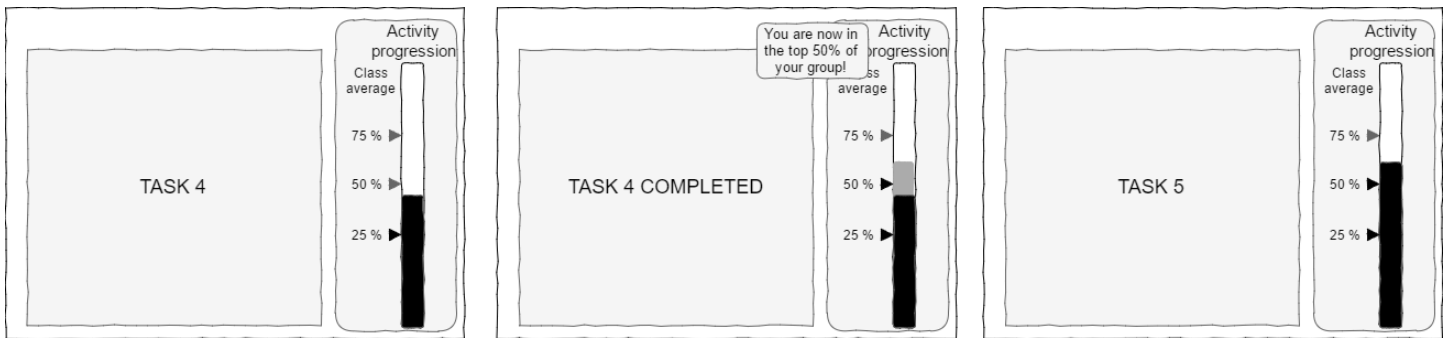 Activity
progression
Class
average
75 %
50 %
25 %
TASK 4
You are now in
the top 50% of
your group!
Activity
progression
average
75 %
50 %
25 %
TASK 4 COMPLETED
Activity
progression
Class
average
75 %
50 %
25 %
TASK 5